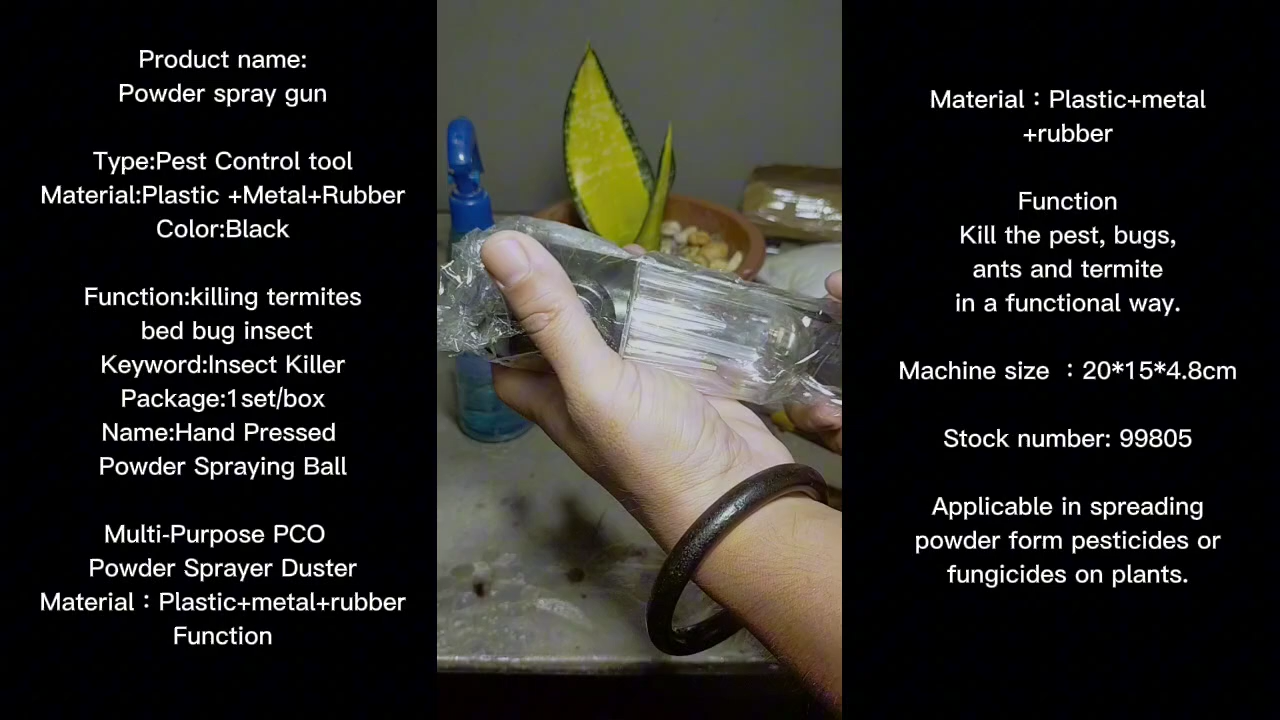 Product name:
Powder spray gun
Type:Pest Control tool
Material:Plastic +Metal+Rubber
Color:Black
Function:killing termites
bed bug insect
Keyword:Insect Killer
Package:1set/box
Name:Hand Pressed
Powder Spraying Ball
Multi-Purpose PCO
Powder Sprayer Duster
Material：Plastic+metal+rubber
Function
Material：Plastic+metal
+rubber
Function
Kill the pest, bugs,
ants and termite
in a functional way.
Machine size ：20*15*4.8cm
Stock number: 99805
Applicable in spreading
powder form pesticides or
fungicides on plants.